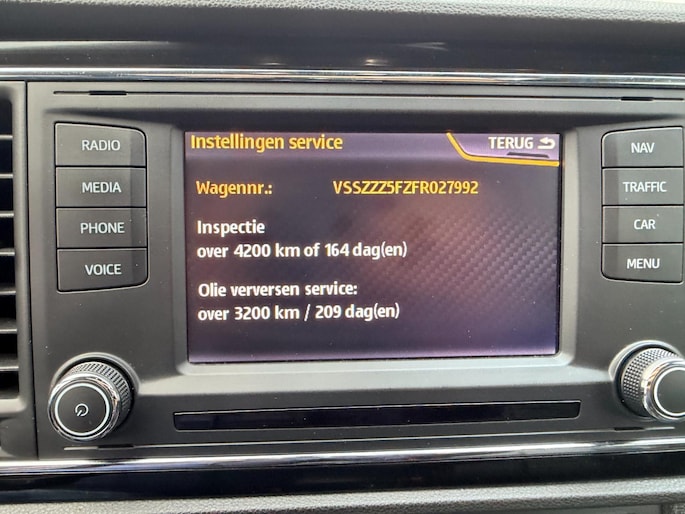 Instellingen service
TERUG
Wagennr.: VSSZZZ5FZFR027992
Inspectie
over 4200 km of 164 dag(en)
Olie verversen service:
over 3200 km / 209 dag(en)
RADIO
MEDIA
PHONE
VOICE
NAV
TRAFFIC
CAR
MENU